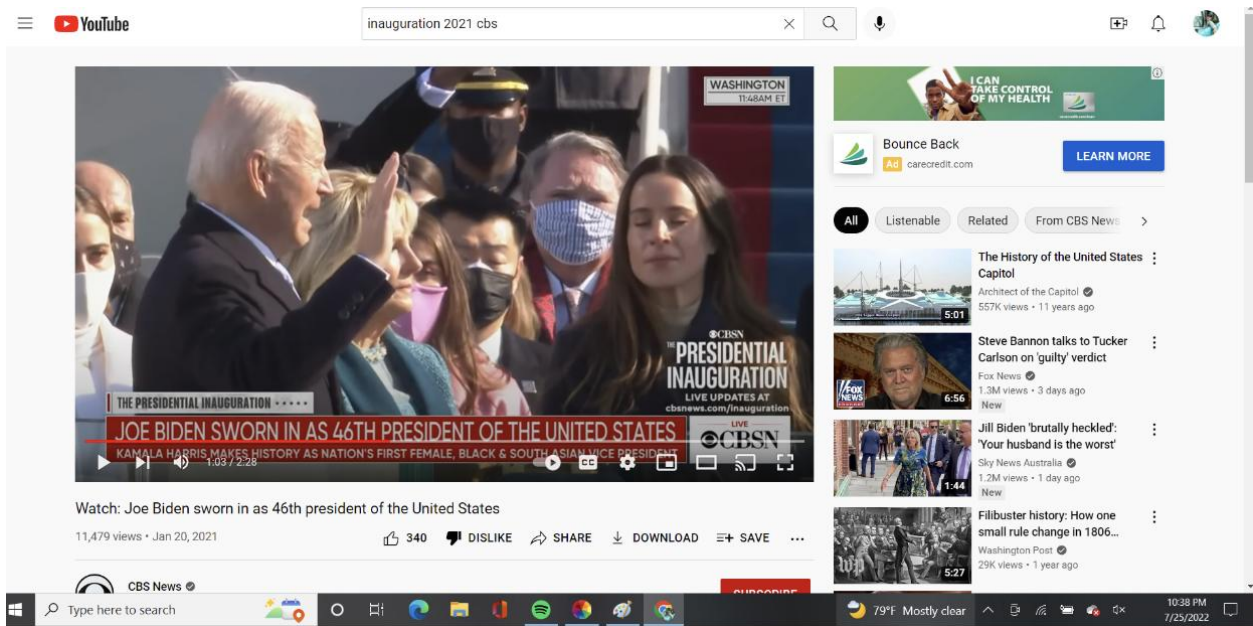 YouTube
inaugration 2021 cbs
WASHINGTON
11:48AM ET
©CBSN
THE PRESIDENTIAL
INAUGURATION
LIVE UPDATES AT
cbsnews.com/inauguration
THE PRESIDENTIAL INAUGURATION
JOE BIDEN SWORN IN AS 46TH PRESIDENT OF THE UNITED STATES
KAMALA HARRIS MAKES HISTORY AS NATION'S FIRST FEMALE, BLACK & SOUTH ASIAN VICE PRESIDENT
LIVE
CBSN
1:03 / 2:28
CC
Watch: Joe Biden sworn in as 46th president of the United States
11,479 views • Jan 20, 2021
340 DISLIKE SHARE DOWNLOAD SAVE
CBS News
SUBSCRIBE
I CAN
TAKE CONTROL
OF MY HEALTH
Bounce Back
Ad carecredit.com
LEARN MORE
All Listenable Related From CBS News
The History of the United States
Capitol
Architect of the Capitol
557K views • 11 years ago
5:01
Steve Bannon talks to Tucker
Carlson on 'guilty' verdict
Fox News
1.3M views • 3 days ago
New
FOX
NEWS
6:56
Jill Biden 'brutally heckled':
'Your husband is the worst'
Sky News Australia
1.2M views • 1 day ago
New
1:44
Filibuster history: How one
small rule change in 1806...
Washington Post
29K views • 1 year ago
wp
5:27
Type here to search
79°F Mostly clear
10:38 PM
7/25/2022